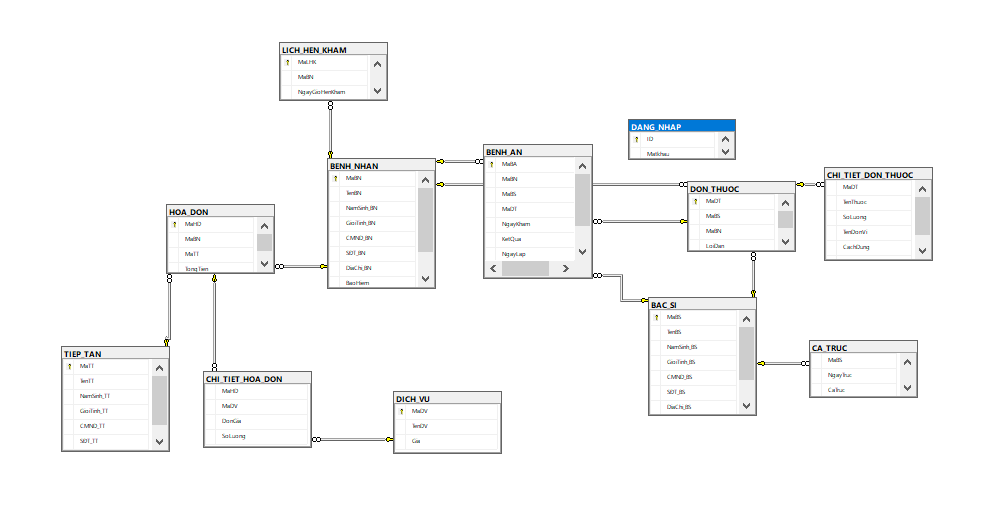 LICH_HEN_KHAM
MaLHK
MaBN
NgayGioHenKham
DANG_NHAP
ID
MatKhau
BENH_NHAN
MaBN
TenBN
NamSinh_BN
GioiTinh_BN
CMND_BN
SDT_BN
DiaChi_BN
BaoHiem
BENH_AN
MaBA
MaBN
MaBS
MaDT
NgayKham
KetQua
NgayLap
DON_THUOC
MaDT
MaBS
MaBN
LoiDan
CHI_TIET_DON_THUOC
MaDT
TenThuoc
SoLuong
TenDonVi
CachDung
HOA_DON
MaHD
MaBN
MaTT
TongTien
BAC_SI
MaBS
TenBS
NamSinh_BS
GioiTinh_BS
CMND_BS
SDT_BS
DiaChi_BS
CA_TRUC
MaBS
NgayTruc
CaTruc
TIEP_TAN
MaTT
TenTT
NamSinh_TT
GioiTinh_TT
CMND_TT
SDT_TT
CHI_TIET_HOA_DON
MaHD
MaDV
DonGia
SoLuong
DICH_VU
MaDV
TenDV
Gia